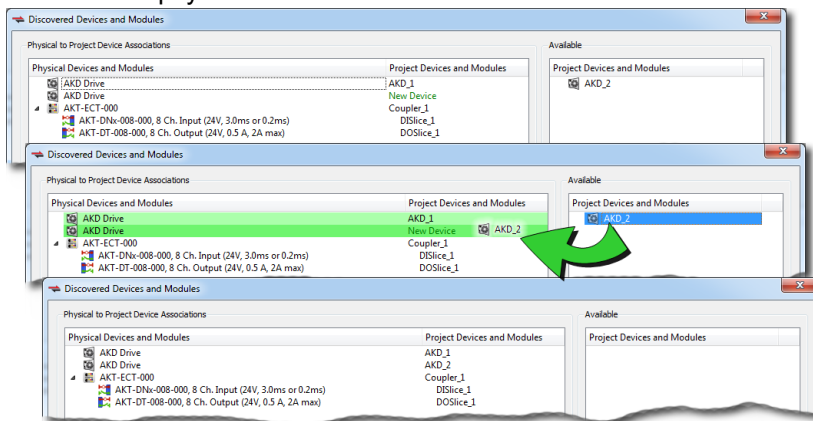 Discovered Devices and Modules
Physical to Project Device Associations Available
Physical Devices and Modules Project Devices and Modules Project Devices and Modules
AKD Drive AKD_1 AKD_2
AKD Drive New Device
AKT-ECT-000 Coupler_1
AKT-DNx-008-000, 8 Ch. Input (24V, 3.0ms or 0.2ms) DISlice_1
AKT-DT-008-000, 8 Ch. Output (24V, 0.5 A, 2A max) DOSlice_1
Discovered Devices and Modules
Physical to Project Device Associations Available
Physical Devices and Modules Project Devices and Modules Project Devices and Modules
AKD Drive AKD_1 AKD_2
AKD Drive New Device AKD_2
AKT-ECT-000 Coupler_1
AKT-DNx-008-000, 8 Ch. Input (24V, 3.0ms or 0.2ms) DISlice_1
AKT-DT-008-000, 8 Ch. Output (24V, 0.5 A, 2A max) DOSlice_1
Discovered Devices and Modules
Physical to Project Device Associations Available
Physical Devices and Modules Project Devices and Modules Project Devices and Modules
AKD Drive AKD_1
AKD Drive AKD_2
AKT-ECT-000 Coupler_1
AKT-DNx-008-000, 8 Ch. Input (24V, 3.0ms or 0.2ms) DISlice_1
AKT-DT-008-000, 8 Ch. Output (24V, 0.5 A, 2A max) DOSlice_1